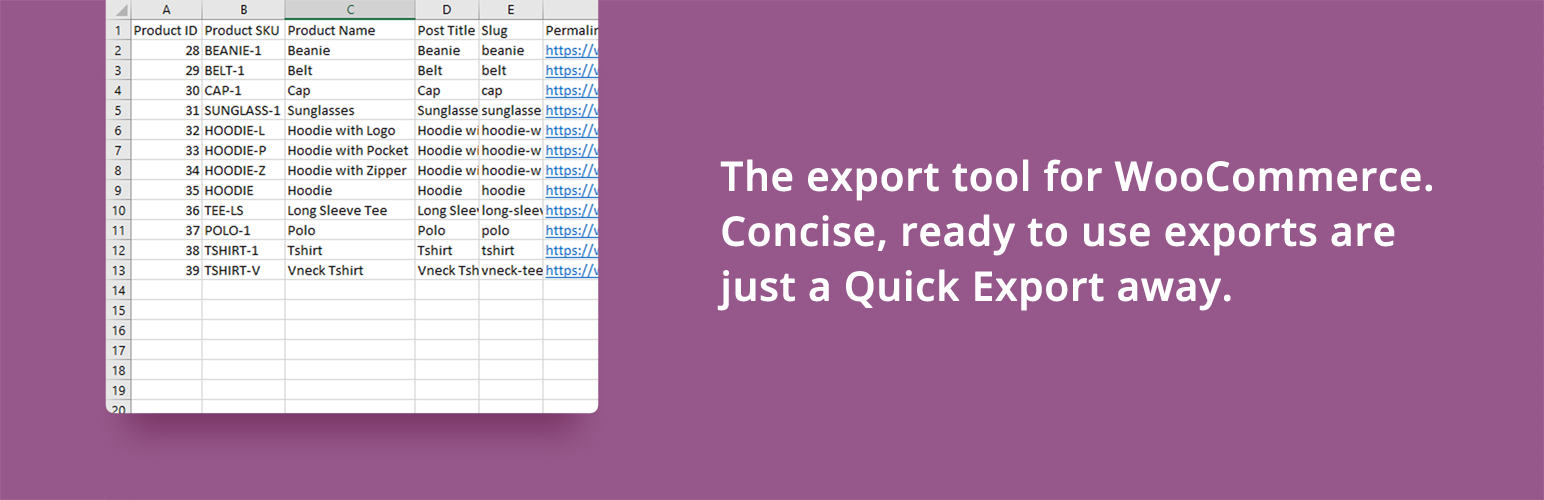 A B C D E
1 Product ID Product SKU Product Name Post Title Slug Permalin
2 28 BEANIE-1 Beanie Beanie beanie https://w
3 29 BELT-1 Belt Belt belt https://w
4 30 CAP-1 Cap Cap cap https://w
5 31 SUNGLASS-1 Sunglasses Sunglasse sunglasse https://w
6 32 HOODIE-L Hoodie with Logo Hoodie wi hoodie-w https://w
7 33 HOODIE-P Hoodie with Pocket Hoodie wi hoodie-w https://w
8 34 HOODIE-Z Hoodie with Zipper Hoodie wi hoodie-w https://w
9 35 HOODIE Hoodie Hoodie hoodie https://w
10 36 TEE-LS Long Sleeve Tee Long Sleev long-sleev https://w
11 37 POLO-1 Polo Polo polo https://w
12 38 TSHIRT-1 Tshirt Tshirt tshirt https://w
13 39 TSHIRT-V Vneck Tshirt Vneck Tsh vneck-tee https://w
14
15
16
17
18
19
20
The export tool for WooCommerce.
Concise, ready to use exports are
just a Quick Export away.